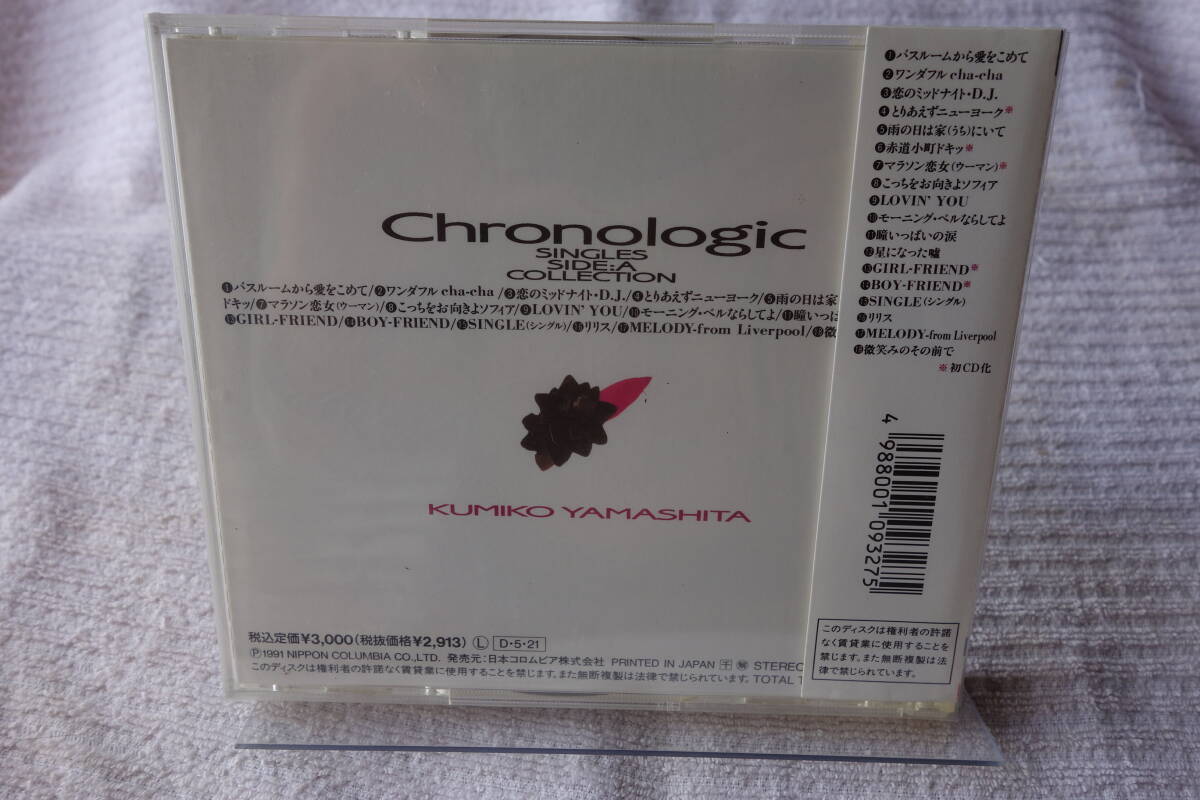 Chronologic
SINGLES
SIDE:A
COLLECTION
❶バスルームから愛をこめて/❷ワンダフル cha-cha/❸恋のミッドナイト・D.J./❹とりあえずニューヨーク/❺雨の日は家
ドキッ/❼マラソン恋女(ウーマン)/❽こっちをお向きよソフィア/❾LOVIN' YOU/❿モーニング・ベルならしてよ/⓫瞳いっぱ
⓭GIRL-FRIEND/⓮BOY-FRIEND/⓯SINGLE(シングル)/⓰リリス/⓱MELODY-from Liverpool/⓲微
KUMIKO YAMASHITA
税込定価¥3,000(税抜価格¥2,913) Ⓛ D・5・21
Ⓟ1991 NIPPON COLUMBIA CO.,LTD. 発売元:日本コロムビア株式会社 PRINTED IN JAPAN STEREO
このディスクは権利者の許諾なく賃貸業に使用することを禁じます。また無断複製は法律で禁じられています。TOTAL T
❶バスルームから愛をこめて
❷ワンダフル cha-cha
❸恋のミッドナイト・D.J.
❹とりあえずニューヨーク※
❺雨の日は家(うち)にいて
❻赤道小町ドキッ※
❼マラソン恋女(ウーマン)※
❽こっちをお向きよソフィア
❾LOVIN' YOU
❿モーニング・ベルならしてよ
⓫瞳いっぱいの涙
⓬星になった嘘
⓭GIRL-FRIEND※
⓮BOY-FRIEND※
⓯SINGLE(シングル)
⓰リリス
⓱MELODY-from Liverpool
⓲微笑みのその前で
※初CD化
4 988001 093275
このディスクは権利者の許諾
なく賃貸業に使用することを
禁じます。また無断複製は法
律で禁じられています。